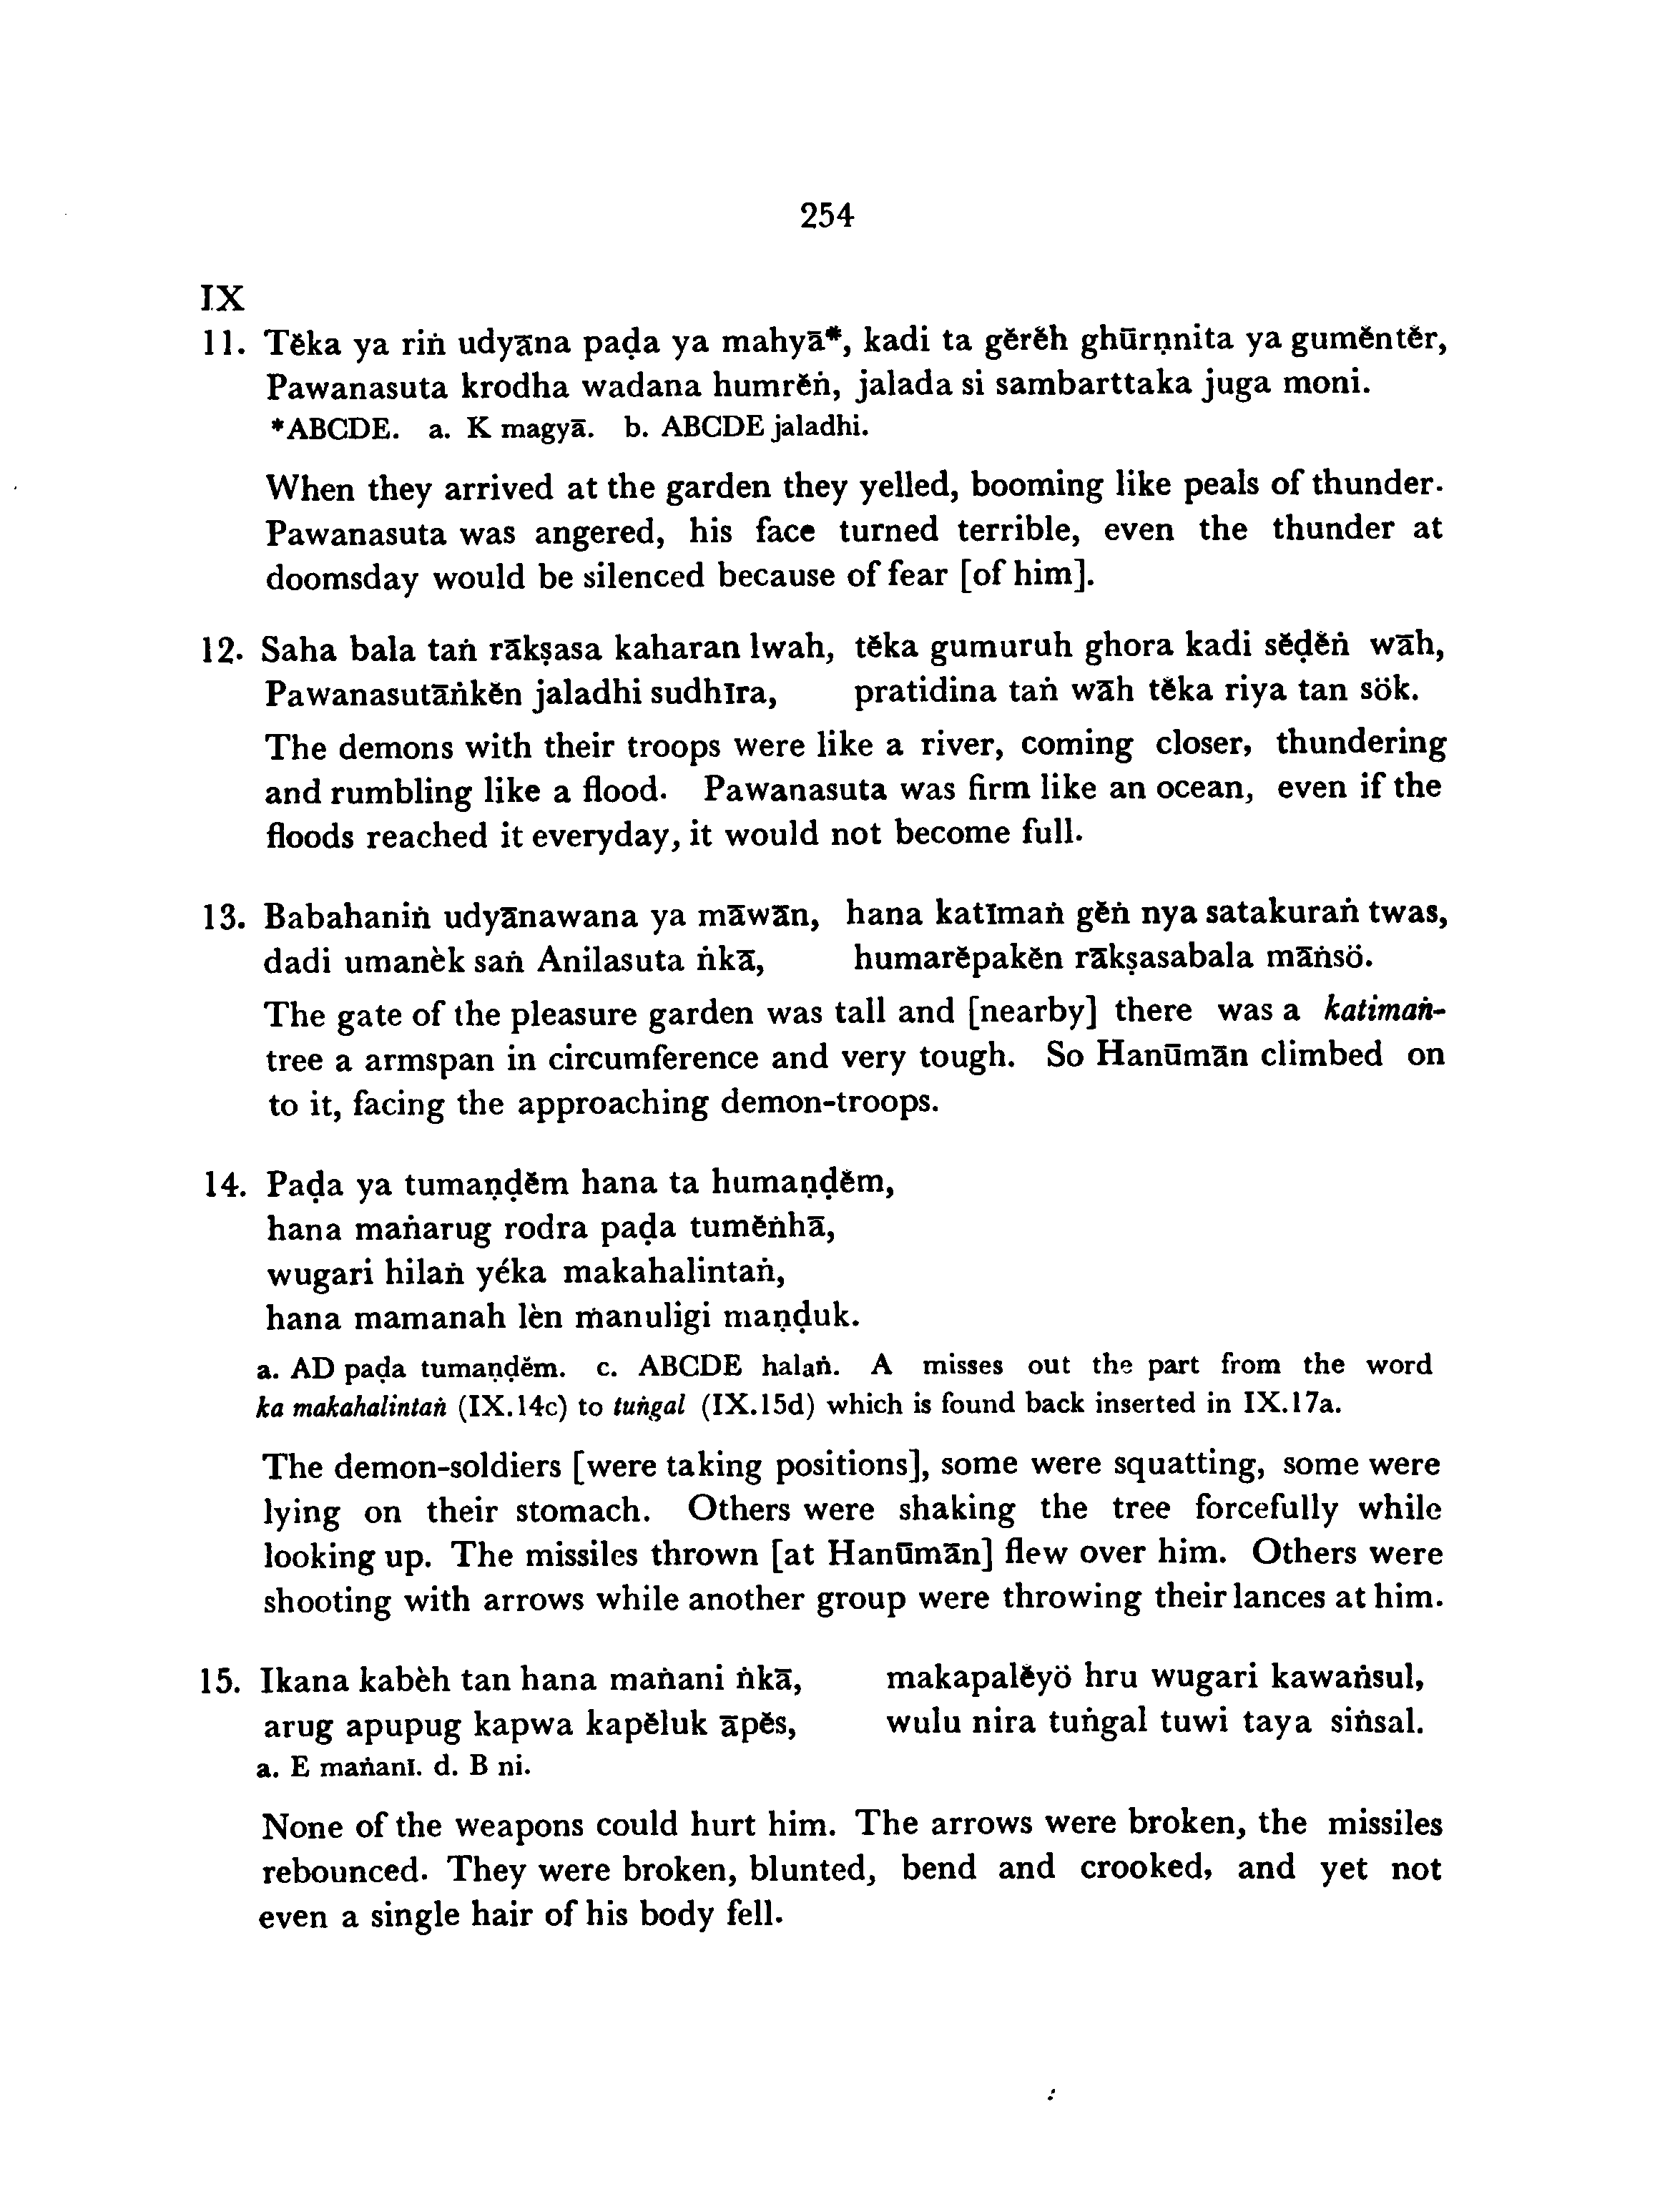 254
IX
11. Tĕka ya riṅ udyāna paḍa ya mahyā*, kadi ta gĕrĕh ghūrṇnita ya gumĕntĕr,
Pawanasuta krodha wadana humrĕṅ, jalada si sambarttaka juga moni.
*ABCDE. a. K magyā. b. ABCDE jaladhi.
When they arrived at the garden they yelled, booming like peals of thunder.
Pawanasuta was angered, his face turned terrible, even the thunder at
doomsday would be silenced because of fear [of him].
12. Saha bala taṅ rākṣasa kaharan lwah, tĕka gumuruh ghora kadi sĕḍĕṅ wāh,
Pawanasutāṅkĕn jaladhi sudhīra, pratidina taṅ wāh tĕka riya tan sök.
The demons with their troops were like a river, coming closer, thundering
and rumbling like a flood. Pawanasuta was firm like an ocean, even if the
floods reached it everyday, it would not become full.
13. Babahaniṅ udyānawana ya māwān, hana katīmaṅ gĕṅ nya satakuraṅ twas,
dadi umanèk saṅ Anilasuta ṅkā, humarĕpakĕn rākṣasabala māṅsö.
The gate of the pleasure garden was tall and [nearby] there was a katimaṅ-
tree a armspan in circumference and very tough. So Hanūmān climbed on
to it, facing the approaching demon-troops.
14. Paḍa ya tumaṇḍĕm hana ta humaṇḍĕm,
hana maṅarug rodra paḍa tumĕṅhā,
wugari hilaṅ yéka makahalintaṅ,
hana mamanah lèn manuligi maṇḍuk.
a. AD paḍa tumaṇḍĕm. c. ABCDE halaṅ. A misses out the part from the word
ka makahalintaṅ (IX.14c) to tuṅgal (IX.15d) which is found back inserted in IX.17a.
The demon-soldiers [were taking positions], some were squatting, some were
lying on their stomach. Others were shaking the tree forcefully while
looking up. The missiles thrown [at Hanūmān] flew over him. Others were
shooting with arrows while another group were throwing their lances at him.
15. Ikana kabèh tan hana maṅani ṅkā, makapalĕyö hru wugari kawaṅsul,
arug apupug kapwa kapĕluk āpĕs, wulu nira tuṅgal tuwi taya siṅsal.
a. E maṅanī. d. B ni.
None of the weapons could hurt him. The arrows were broken, the missiles
rebounced. They were broken, blunted, bend and crooked, and yet not
even a single hair of his body fell.